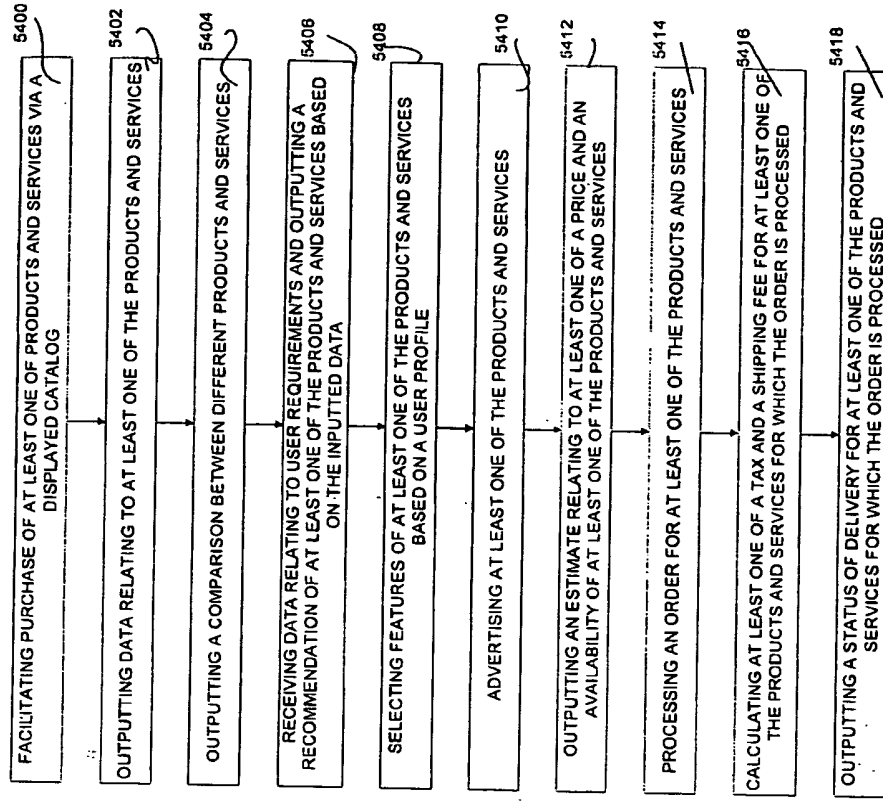 5400
FACILITATING PURCHASE OF AT LEAST ONE OF PRODUCTS AND SERVICES VIA A
DISPLAYED CATALOG
5402
OUTPUTTING DATA RELATING TO AT LEAST ONE OF THE PRODUCTS AND SERVICES
5404
OUTPUTTING A COMPARISON BETWEEN DIFFERENT PRODUCTS AND SERVICES
5406
RECEIVING DATA RELATING TO USER REQUIREMENTS AND OUTPUTTING A
RECOMMENDATION OF AT LEAST ONE OF THE PRODUCTS AND SERVICES BASED
ON THE INPUTTED DATA
5408
SELECTING FEATURES OF AT LEAST ONE OF THE PRODUCTS AND SERVICES
BASED ON A USER PROFILE
5410
ADVERTISING AT LEAST ONE OF THE PRODUCTS AND SERVICES
5412
OUTPUTTING AN ESTIMATE RELATING TO AT LEAST ONE OF A PRICE AND AN
AVAILABILITY OF AT LEAST ONE OF THE PRODUCTS AND SERVICES
5414
PROCESSING AN ORDER FOR AT LEAST ONE OF THE PRODUCTS AND SERVICES
5416
CALCULATING AT LEAST ONE OF A TAX AND A SHIPPING FEE FOR AT LEAST ONE OF
THE PRODUCTS AND SERVICES FOR WHICH THE ORDER IS PROCESSED
5418
OUTPUTTING A STATUS OF DELIVERY FOR AT LEAST ONE OF THE PRODUCTS AND
SERVICES FOR WHICH THE ORDER IS PROCESSED